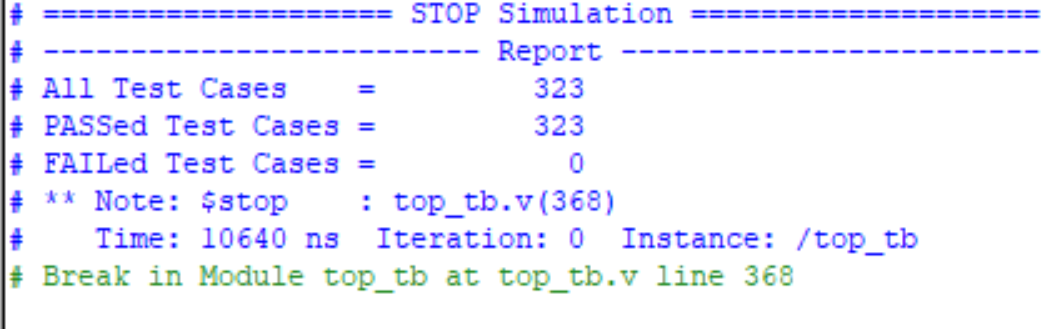 # ==================== STOP Simulation ====================
# ------------------------- Report ------------------------
# All Test Cases    =         323
# PASSed Test Cases =         323
# FAILed Test Cases =           0
# ** Note: $stop    : top_tb.v(368)
#    Time: 10640 ns  Iteration: 0  Instance: /top_tb
# Break in Module top_tb at top_tb.v line 368